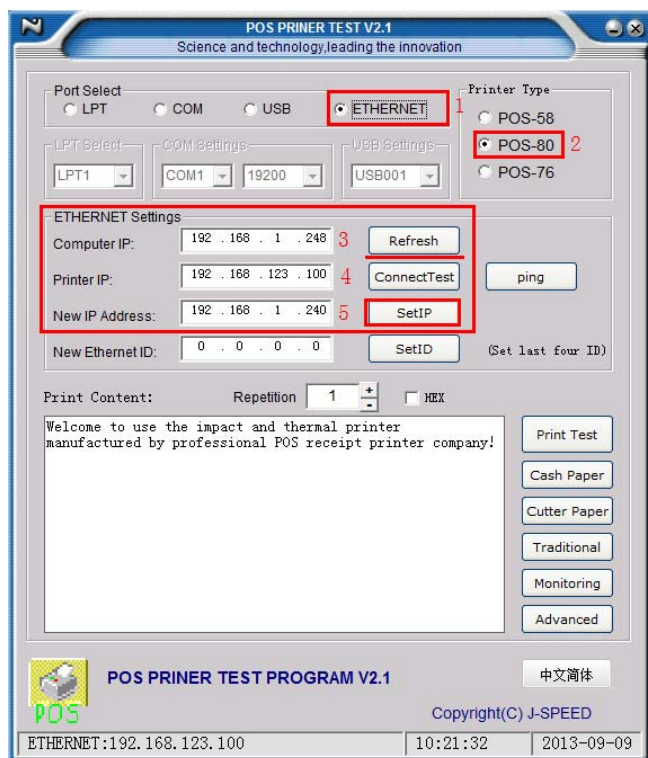 POS PRINER TEST V2.1
Science and technology,leading the innovation
Port Select
LPT COM USB ETHERNET 1
Printer Type
POS-58
POS-80 2
POS-76
LPT Select COM Settings USB Settings
LPT1 COM1 19200 USB001
ETHERNET Settings
Computer IP: 192 . 168 . 1 . 248 3 Refresh
Printer IP: 192 . 168 . 123 . 100 4 ConnectTest ping
New IP Address: 192 . 168 . 1 . 240 5 SetIP
New Ethernet ID: 0 . 0 . 0 . 0 SetID (Set last four ID)
Print Content: Repetition 1 + - HEX
Welcome to use the impact and thermal printer
manufactured by professional POS receipt printer company!
Print Test
Cash Paper
Cutter Paper
Traditional
Monitoring
Advanced
POS
POS PRINER TEST PROGRAM V2.1
中文简体
Copyright(C) J-SPEED
ETHERNET:192.168.123.100 10:21:32 2013-09-09